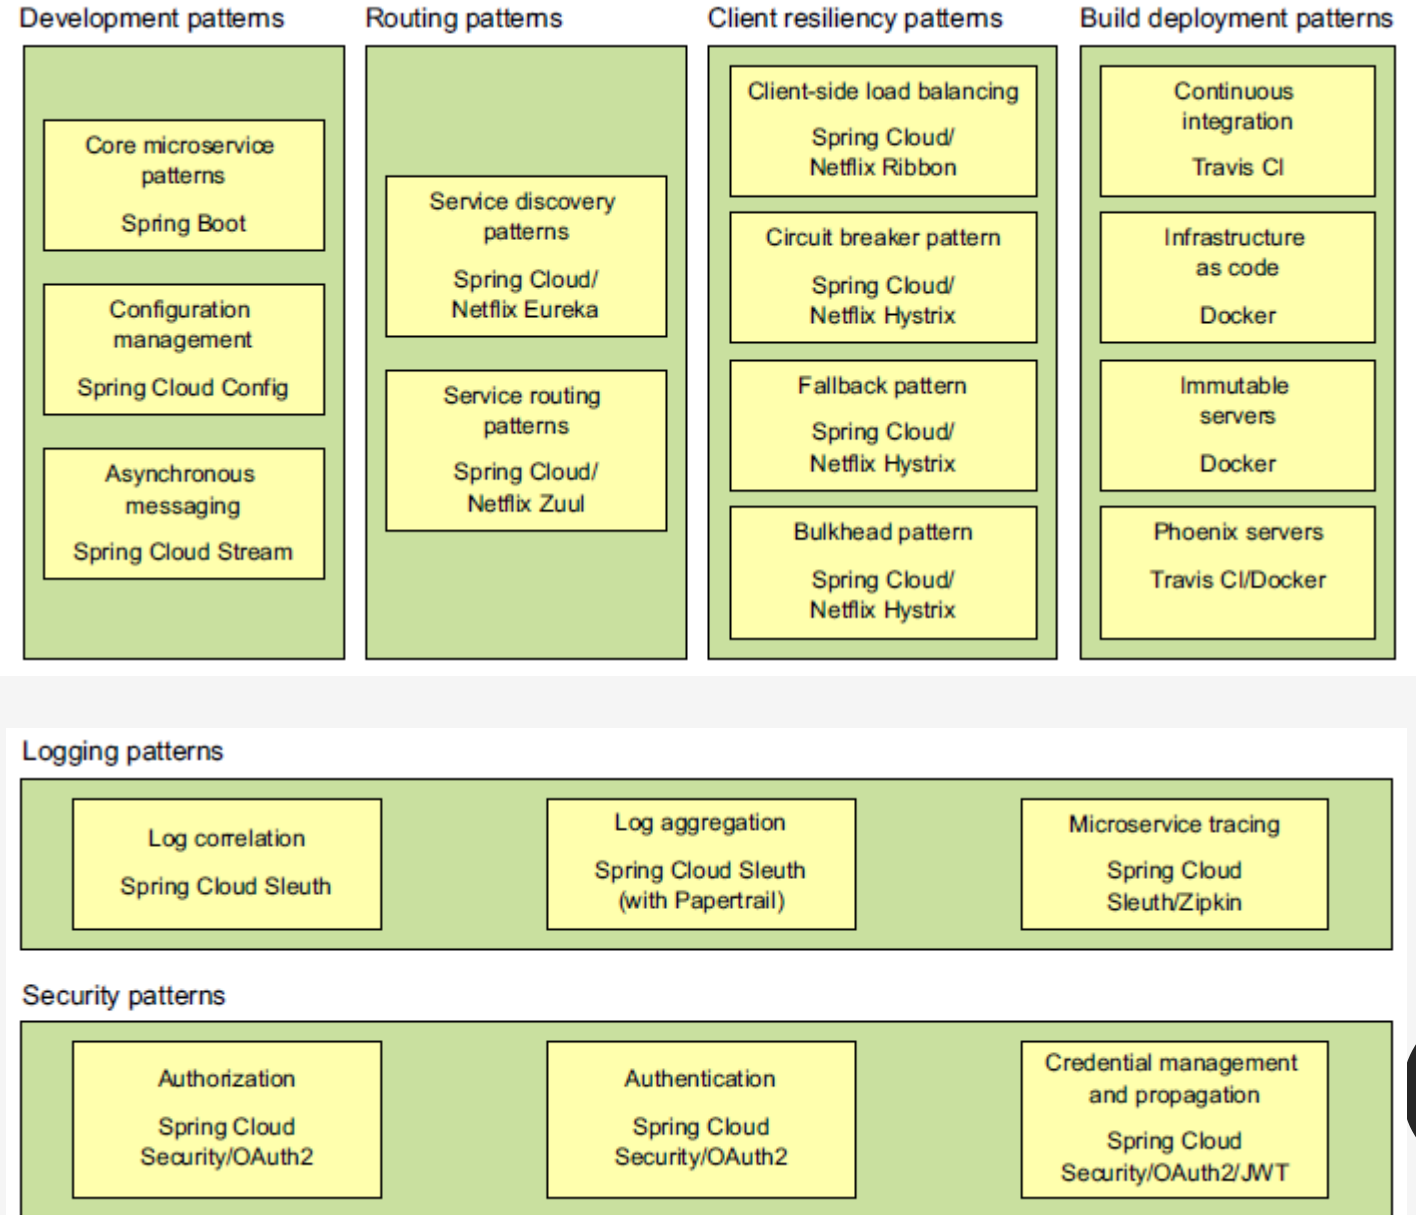 Development patterns
Core microservice
patterns
Spring Boot
Configuration
management
Spring Cloud Config
Asynchronous
messaging
Spring Cloud Stream
Routing patterns
Service discovery
patterns
Spring Cloud/
Netflix Eureka
Service routing
patterns
Spring Cloud/
Netflix Zuul
Client resiliency patterns
Client-side load balancing
Spring Cloud/
Netflix Ribbon
Circuit breaker pattern
Spring Cloud/
Netflix Hystrix
Fallback pattern
Spring Cloud/
Netflix Hystrix
Bulkhead pattern
Spring Cloud/
Netflix Hystrix
Build deployment patterns
Continuous
integration
Travis CI
Infrastructure
as code
Docker
Immutable
servers
Docker
Phoenix servers
Travis CI/Docker
Logging patterns
Log correlation
Spring Cloud Sleuth
Log aggregation
Spring Cloud Sleuth
(with Papertrail)
Microservice tracing
Spring Cloud
Sleuth/Zipkin
Security patterns
Authorization
Spring Cloud
Security/OAuth2
Authentication
Spring Cloud
Security/OAuth2
Credential management
and propagation
Spring Cloud
Security/OAuth2/JWT